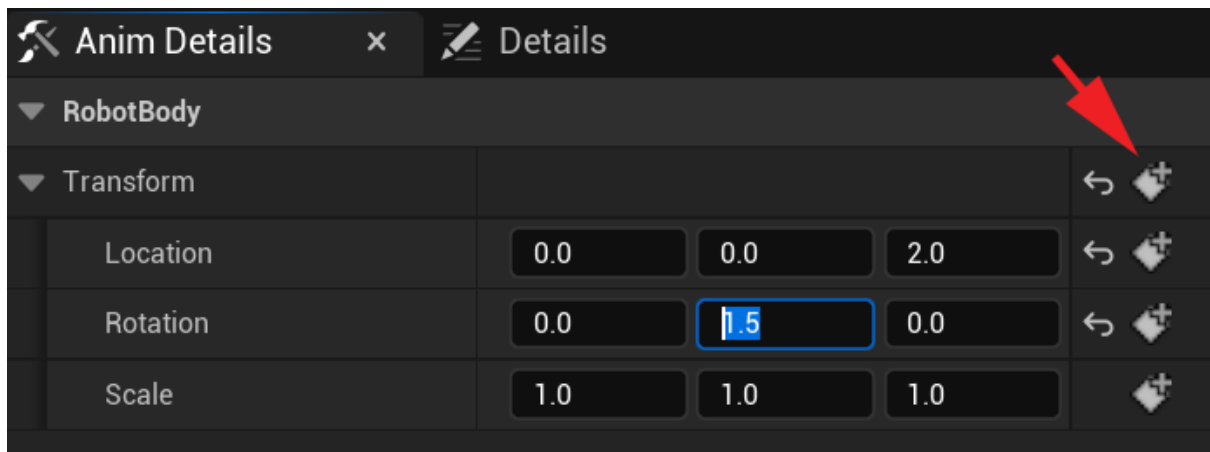 Anim Details × Details
RobotBody
Transform
Location 0.0 0.0 2.0
Rotation 0.0 1.5 0.0
Scale 1.0 1.0 1.0